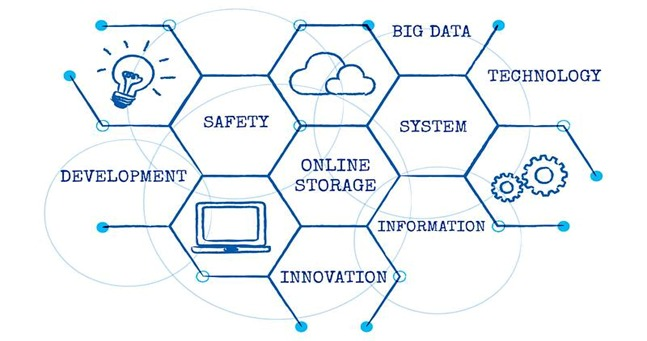 BIG DATA
TECHNOLOGY
SAFETY
SYSTEM
ONLINE
STORAGE
DEVELOPMENT
INFORMATION
INNOVATION